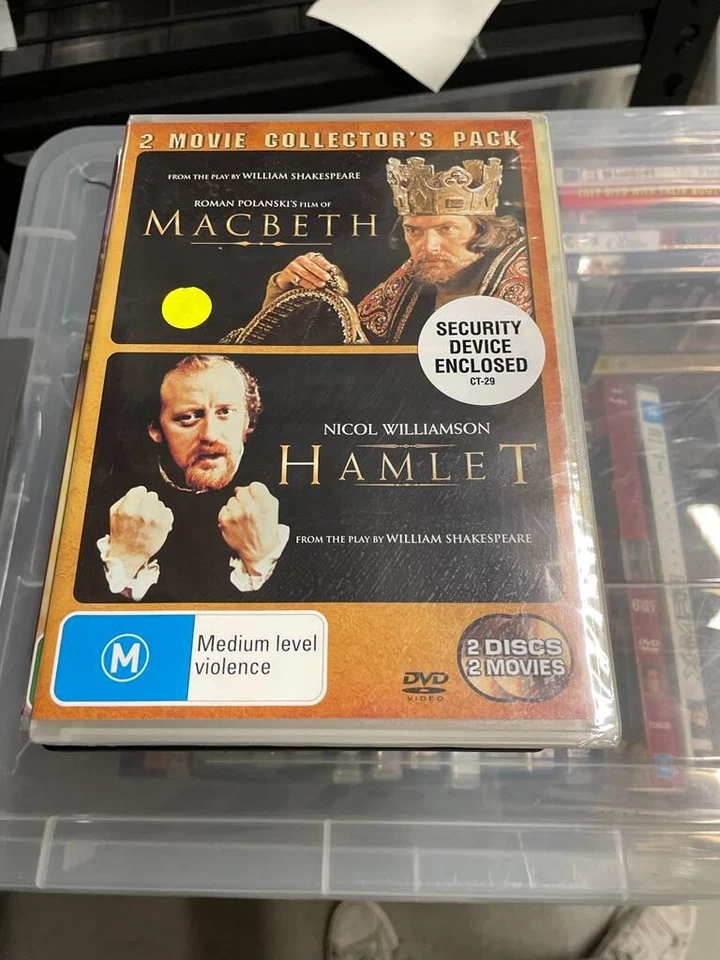 2 MOVIE COLLECTOR'S PACK
FROM THE PLAY BY WILLIAM SHAKESPEARE
ROMAN POLANSKI'S FILM OF
MACBETH
SECURITY
DEVICE
ENCLOSED
CT-29
NICOL WILLIAMSON
HAMLET
FROM THE PLAY BY WILLIAM SHAKESPEARE
M
Medium level
violence
DVD
VIDEO
2 DISCS
2 MOVIES